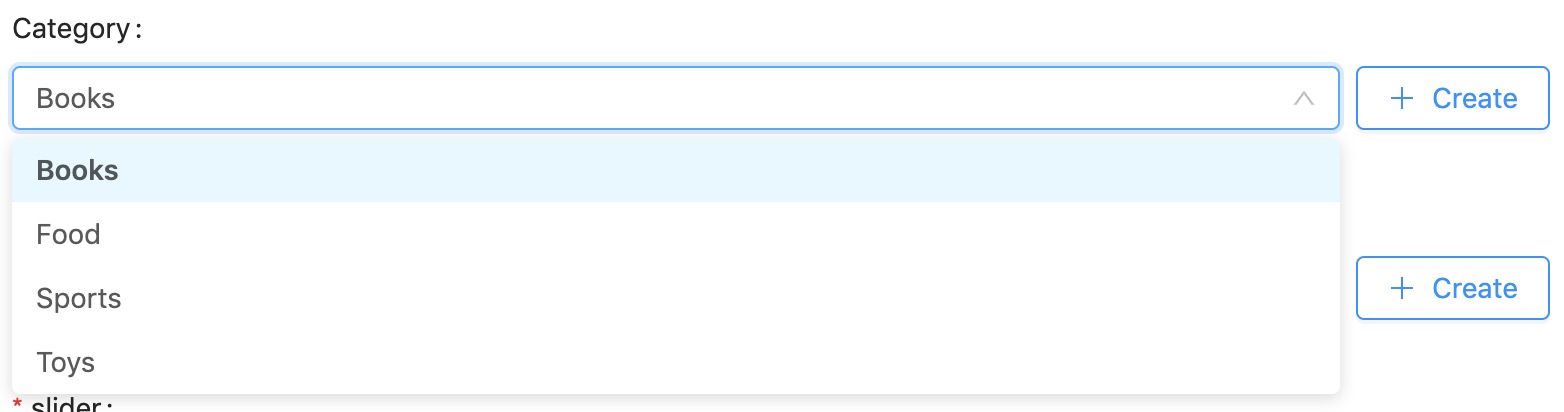 Category:
Books
+ Create
Books
Food
Sports
+ Create
Toys
* slider: